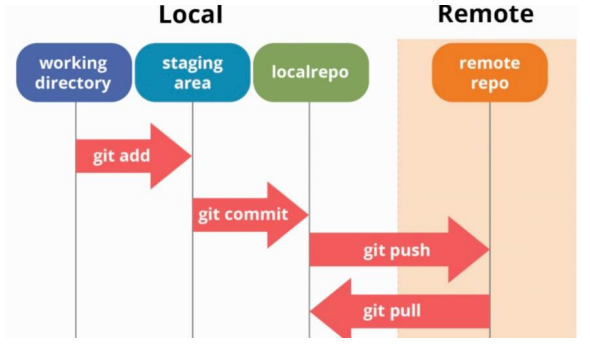 Local
Remote
working
directory
staging
area
localrepo
remote
repo
git add
git commit
git push
git pull